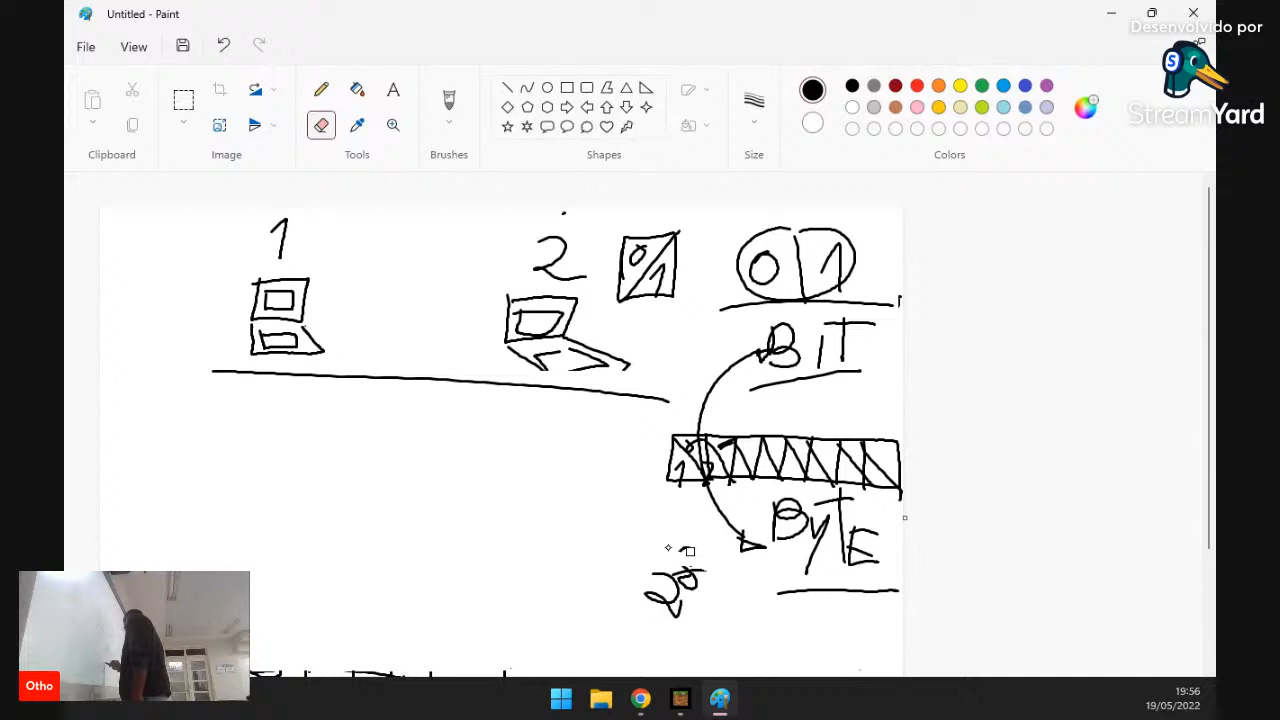 Untitled - Paint
Desenvolvido por
StreamYard
File View
Clipboard
Image
Tools
Brushes
Shapes
Size
Colors
A
1
2
0/1
0 1
BIT
BYTE
Otho
19:56
19/05/2022